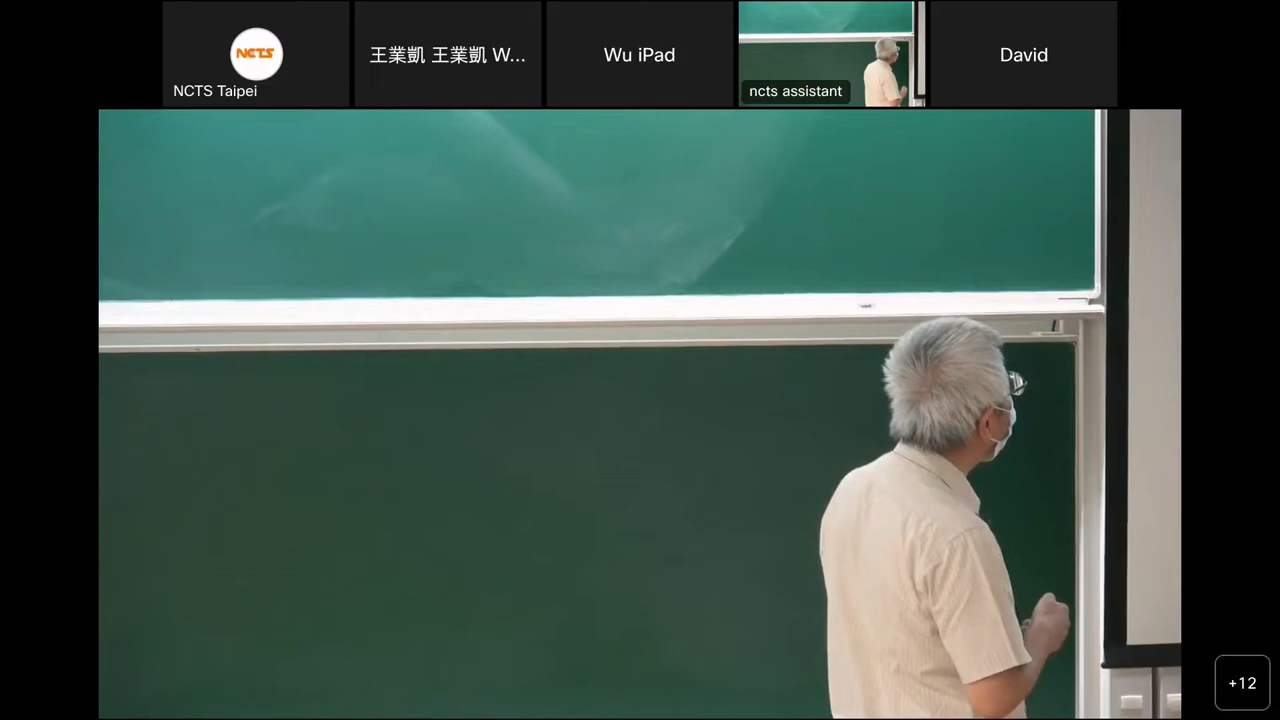 NCTS
NCTS Taipei
王業凱 王業凱 W...
Wu iPad
ncts assistant
David
+12